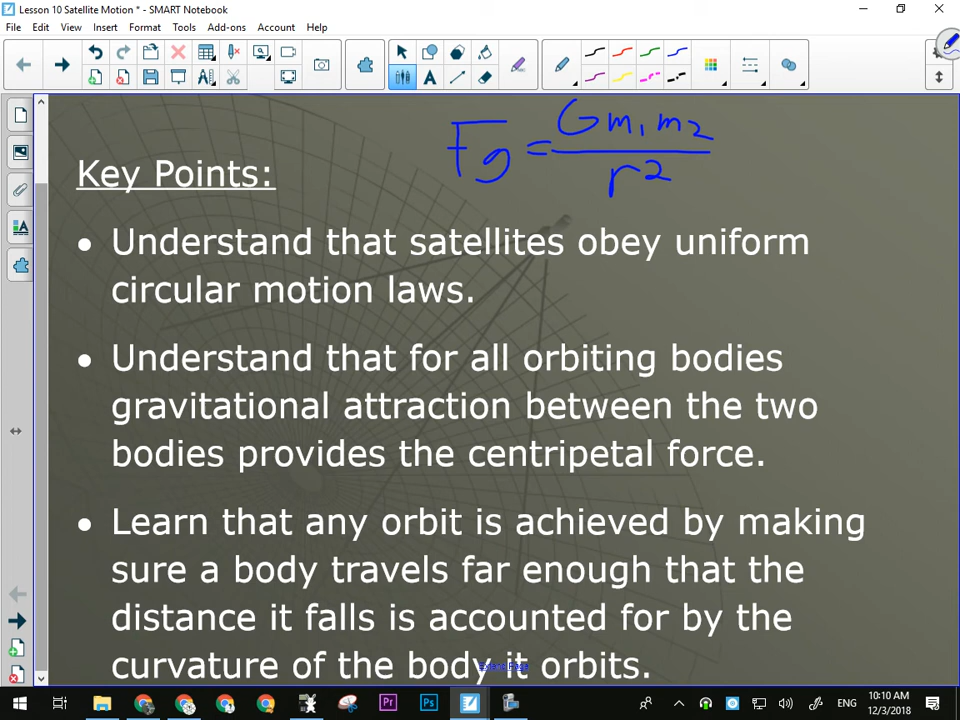 Lesson 10 Satellite Motion * - SMART Notebook
File Edit View Insert Format Tools Add-ons Account Help
Fg = Gm₁m₂
r²
Key Points:
• Understand that satellites obey uniform
circular motion laws.
• Understand that for all orbiting bodies
gravitational attraction between the two
bodies provides the centripetal force.
• Learn that any orbit is achieved by making
sure a body travels far enough that the
distance it falls is accounted for by the
curvature of the body it orbits.
Extend Page
Pr Ps ENG
10:10 AM
12/3/2018